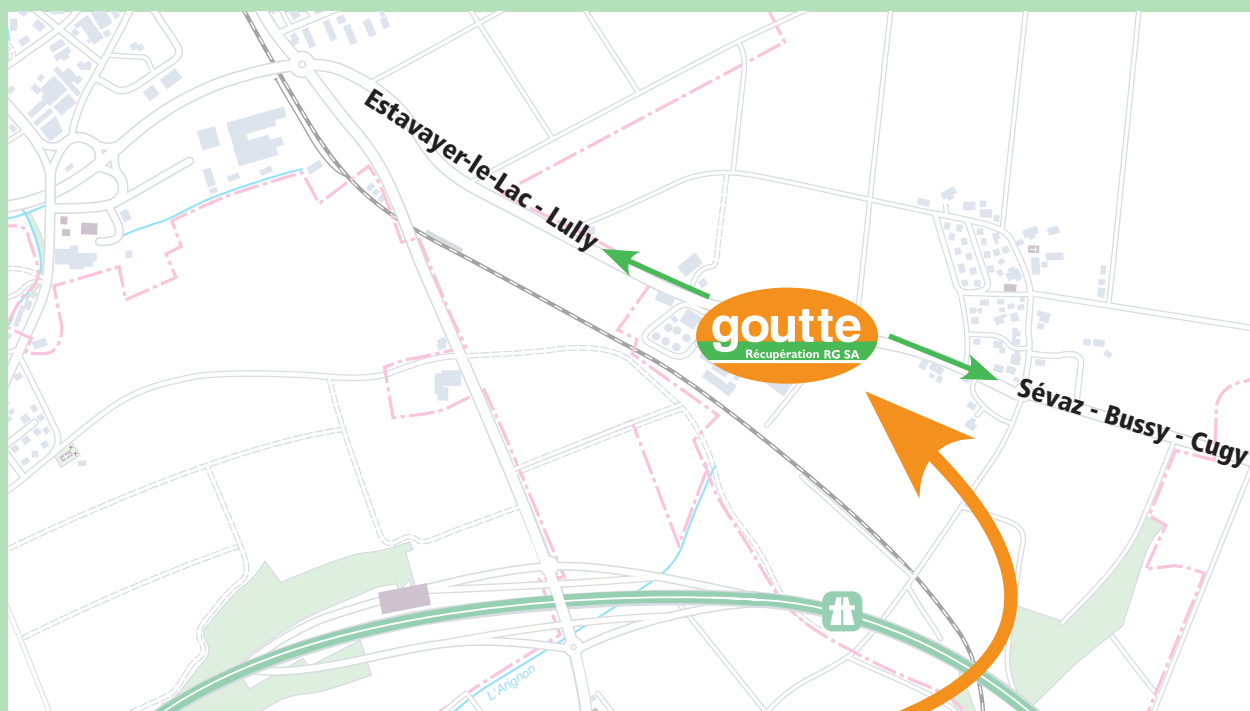 Estavayer-le-Lac - Lully
goutte
Récupération RG SA
Sévaz - Bussy - Cugy
L'Arignon